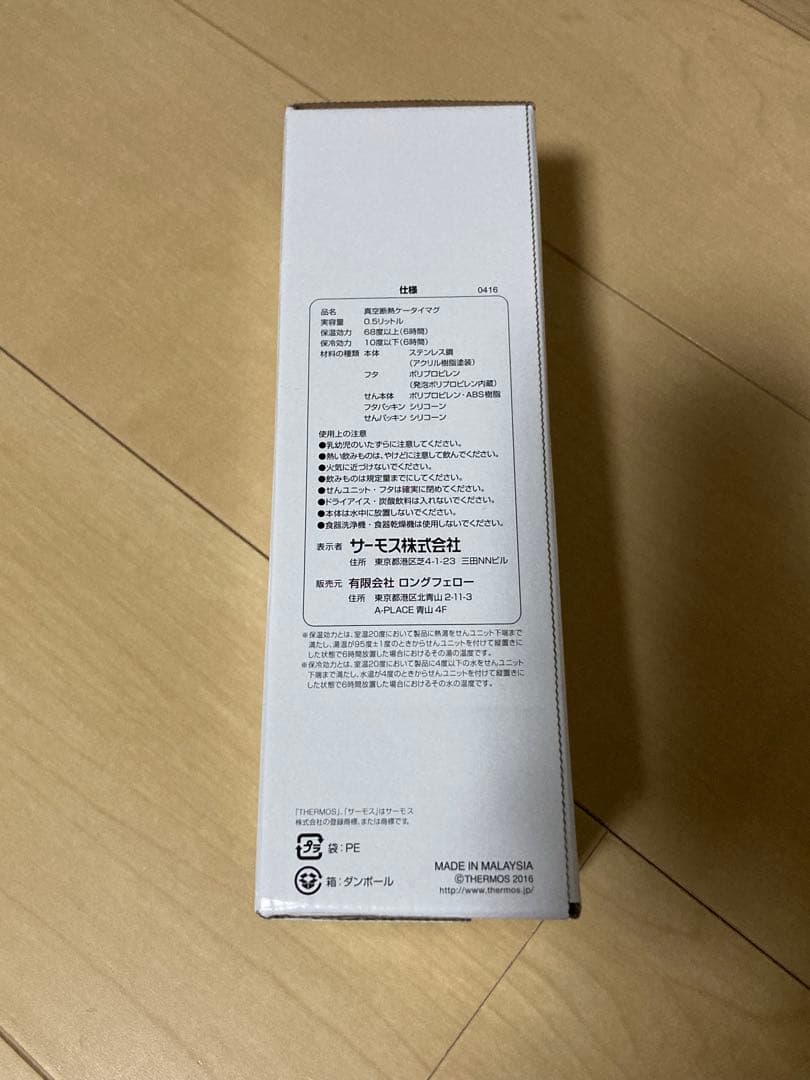 仕様 0416
品名 真空断熱ケータイマグ
実容量 0.5リットル
保温効力 68度以上(6時間)
保冷効力 10度以下(6時間)
材料の種類 本体 ステンレス鋼
(アクリル樹脂塗装)
フタ ポリプロピレン
(発泡ポリプロピレン内蔵)
せん本体 ポリプロピレン・ABS樹脂
フタパッキン シリコーン
せんパッキン シリコーン
使用上の注意
●乳幼児のいたずらに注意してください。
●熱い飲みものは、やけどに注意して飲んでください。
●火気に近づけないでください。
●飲みものは規定量までにしてください。
●せんユニット・フタは確実に閉めてください。
●ドライアイス・炭酸飲料は入れないでください。
●本体は水中に放置しないでください。
●食器洗浄機・食器乾燥機は使用しないでください。
表示者 サーモス株式会社
住所 東京都港区芝4-1-23 三田NNビル
販売元 有限会社 ロングフェロー
住所 東京都港区北青山2-11-3
A-PLACE 青山 4F
※保温効力とは、室温20度において製品に熱湯をせんユニット下端まで
満たし、湯温が95度±1度のときからせんユニットを付けて縦置きに
した状態で6時間放置した場合におけるその湯の温度です。
※保冷効力とは、室温20度において製品に4度以下の水をせんユニット
下端まで満たし、水温が4度のときからせんユニットを付けて縦置きに
した状態で6時間放置した場合におけるその水の温度です。
「THERMOS」、「サーモス」はサーモス
株式会社の登録商標、または商標です。
プラ 袋:PE
箱:ダンボール
MADE IN MALAYSIA
©THERMOS 2016
http://www.thermos.jp/